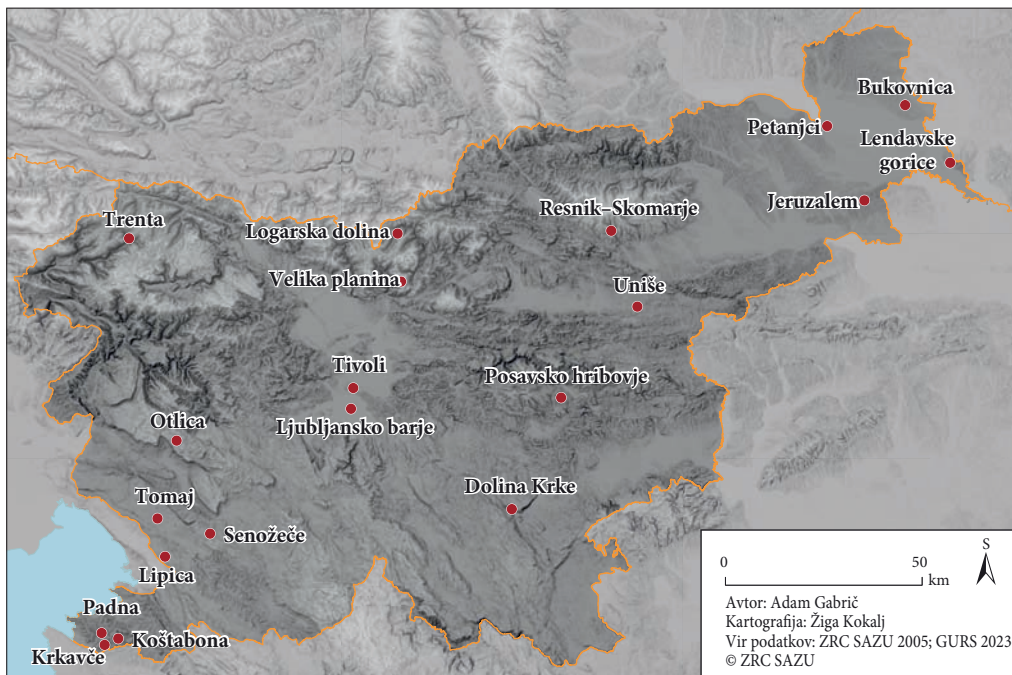 Bukovnica
Petanjci
Lendavske
gorice
Jeruzalem
Resnik–Skomarje
Trenta
Logarska dolina
Velika planina
Uniše
Tivoli
Posavsko hribovje
Otlica
Ljubljansko barje
Dolina Krke
Tomaj
Senožeče
Lipica
Padna
Koštabona
Krkavče
S
0 50
km
Avtor: Adam Gabrič
Kartografija: Žiga Kokalj
Vir podatkov: ZRC SAZU 2005; GURS 2023
© ZRC SAZU